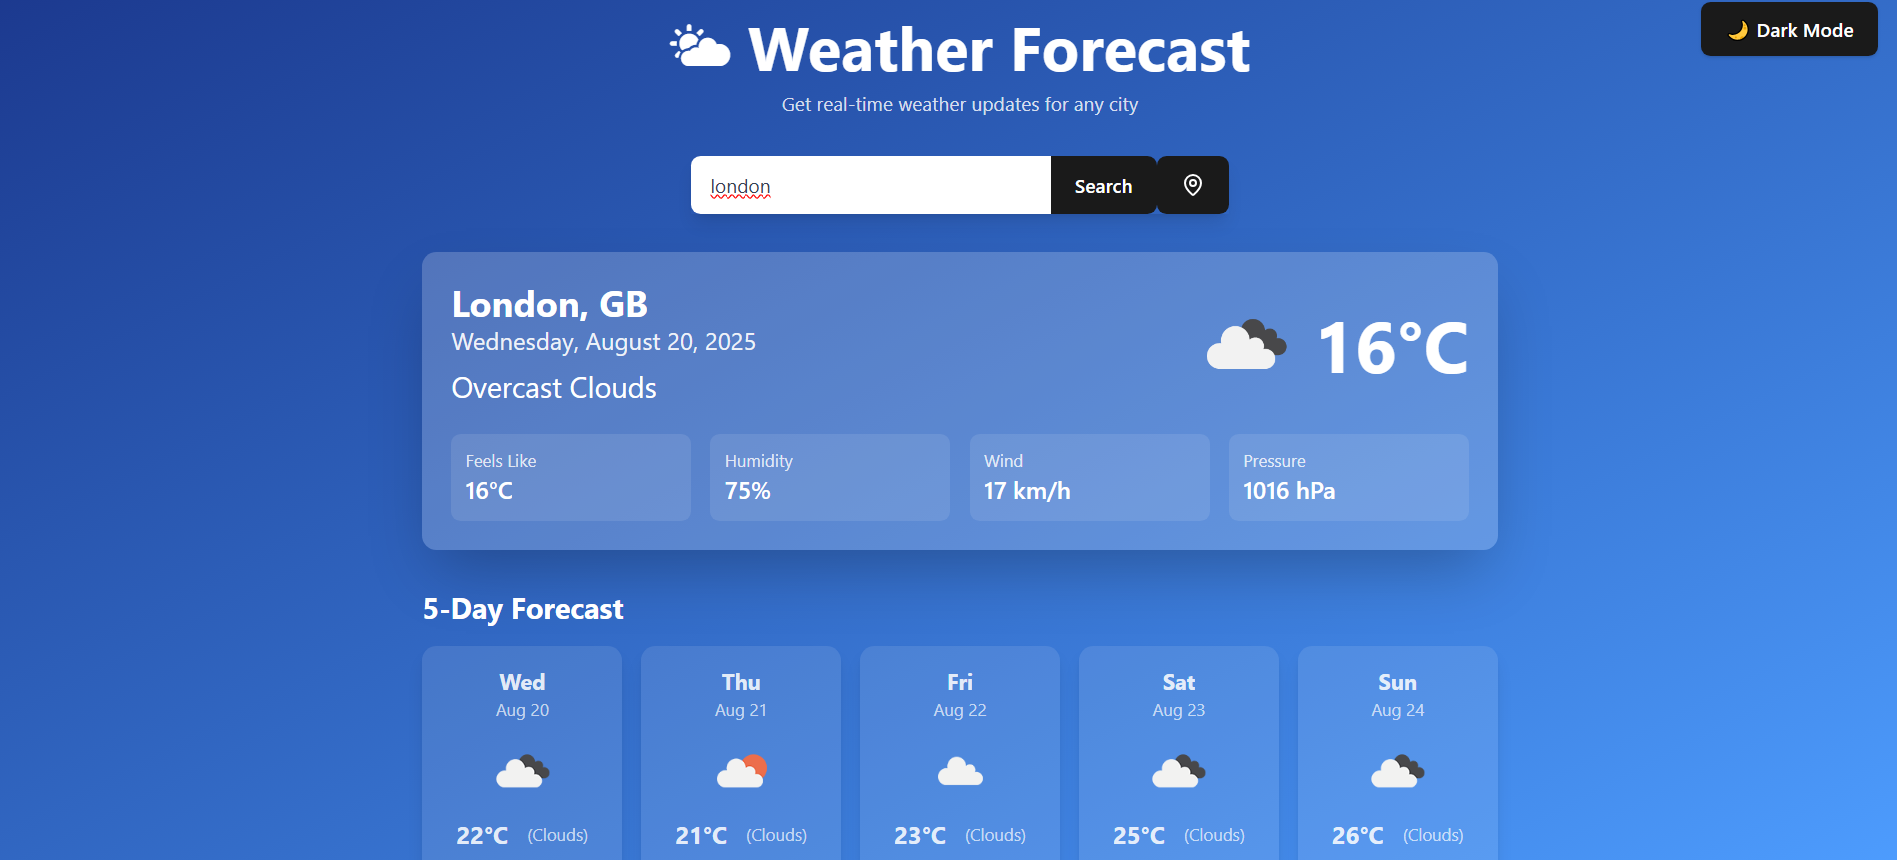 Weather Forecast
🌙 Dark Mode
Get real-time weather updates for any city
london
Search
London, GB
Wednesday, August 20, 2025
Overcast Clouds
16°C
Feels Like
16°C
Humidity
75%
Wind
17 km/h
Pressure
1016 hPa
5-Day Forecast
Wed
Aug 20
22°C (Clouds)
Thu
Aug 21
21°C (Clouds)
Fri
Aug 22
23°C (Clouds)
Sat
Aug 23
25°C (Clouds)
Sun
Aug 24
26°C (Clouds)